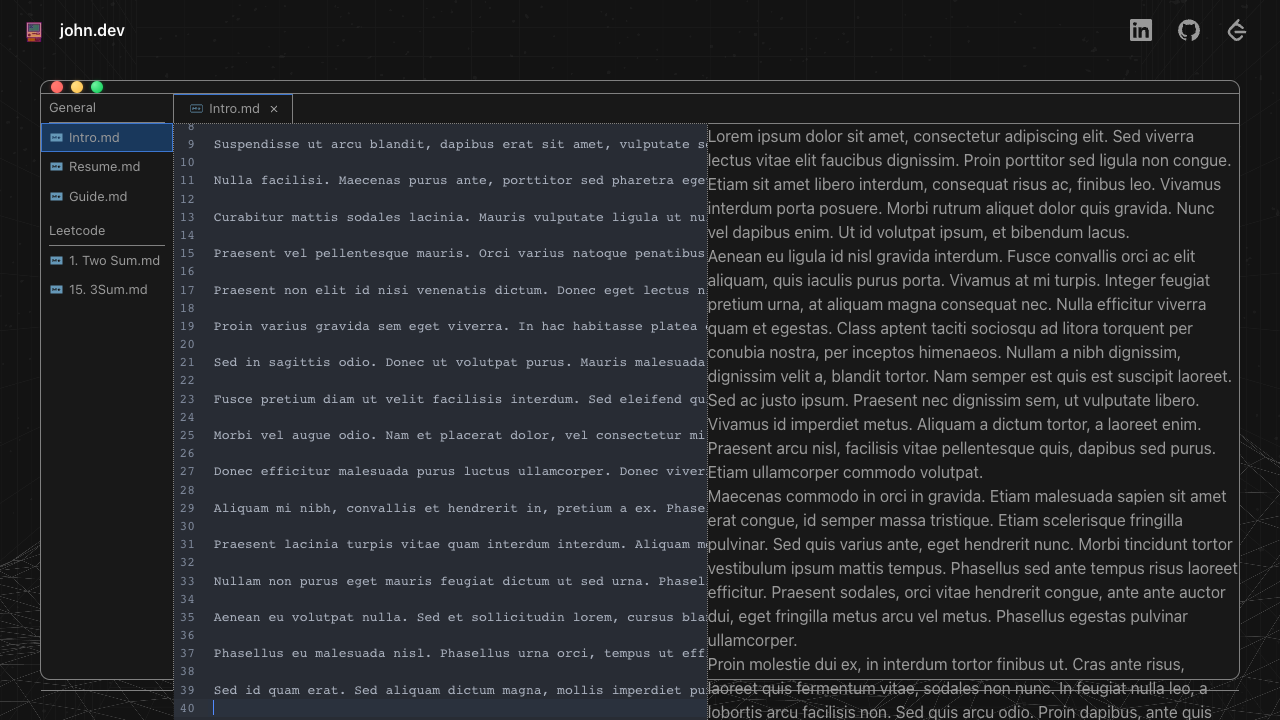 john.dev
General
Intro.md
Resume.md
Guide.md
Leetcode
1. Two Sum.md
15. 3Sum.md
Intro.md ×
8
9 Suspendisse ut arcu blandit, dapibus erat sit amet, vulputate
10
11 Nulla facilisi. Maecenas purus ante, porttitor sed pharetra ege
12
13 Curabitur mattis sodales lacinia. Mauris vulputate ligula ut nu
14
15 Praesent vel pellentesque mauris. Orci varius natoque penatibus
16
17 Praesent non elit id nisi venenatis dictum. Donec eget lectus n
18
19 Proin varius gravida sem eget viverra. In hac habitasse platea
20
21 Sed in sagittis odio. Donec ut volutpat purus. Mauris malesuada
22
23 Fusce pretium diam ut velit facilisis interdum. Sed eleifend qu
24
25 Morbi vel augue odio. Nam et placerat dolor, vel consectetur mi
26
27 Donec efficitur malesuada purus luctus ullamcorper. Donec viver
28
29 Aliquam mi nibh, convallis et hendrerit in, pretium a ex. Phase
30
31 Praesent lacinia turpis vitae quam interdum interdum. Aliquam m
32
33 Nullam non purus eget mauris feugiat dictum ut sed urna. Phasel
34
35 Aenean eu volutpat nulla. Sed et sollicitudin lorem, cursus bla
36
37 Phasellus eu malesuada nisl. Phasellus urna orci, tempus ut eff
38
39 Sed id quam erat. Sed aliquam dictum magna, mollis imperdiet pu
40
Lorem ipsum dolor sit amet, consectetur adipiscing elit. Sed viverra
lectus vitae elit faucibus dignissim. Proin porttitor sed ligula non congue.
Etiam sit amet libero interdum, consequat risus ac, finibus leo. Vivamus
interdum porta posuere. Morbi rutrum aliquet dolor quis gravida. Nunc
vel dapibus enim. Ut id volutpat ipsum, et bibendum lacus.
Aenean eu ligula id nisl gravida interdum. Fusce convallis orci ac elit
aliquam, quis iaculis purus porta. Vivamus at mi turpis. Integer feugiat
pretium urna, at aliquam magna consequat nec. Nulla efficitur viverra
quam et egestas. Class aptent taciti sociosqu ad litora torquent per
conubia nostra, per inceptos himenaeos. Nullam a nibh dignissim,
dignissim velit a, blandit tortor. Nam semper est quis est suscipit laoreet.
Sed ac justo ipsum. Praesent nec dignissim sem, ut vulputate libero.
Vivamus id imperdiet metus. Aliquam a dictum tortor, a laoreet enim.
Praesent arcu nisl, facilisis vitae pellentesque quis, dapibus sed purus.
Etiam ullamcorper commodo volutpat.
Maecenas commodo in orci in gravida. Etiam malesuada sapien sit amet
erat congue, id semper massa tristique. Etiam scelerisque fringilla
pulvinar. Sed quis varius ante, eget hendrerit nunc. Morbi tincidunt tortor
vestibulum ipsum mattis tempus. Phasellus sed ante tempus risus laoreet
efficitur. Praesent sodales, orci vitae hendrerit congue, ante ante auctor
dui, eget fringilla metus arcu vel metus. Phasellus egestas pulvinar
ullamcorper.
Proin molestie dui ex, in interdum tortor finibus ut. Cras ante risus,
laoreet quis fermentum vitae, sodales non nunc. In feugiat nulla leo, a
lobortis arcu facilisis non. Sed quis arcu odio. Proin dapibus, ante quis